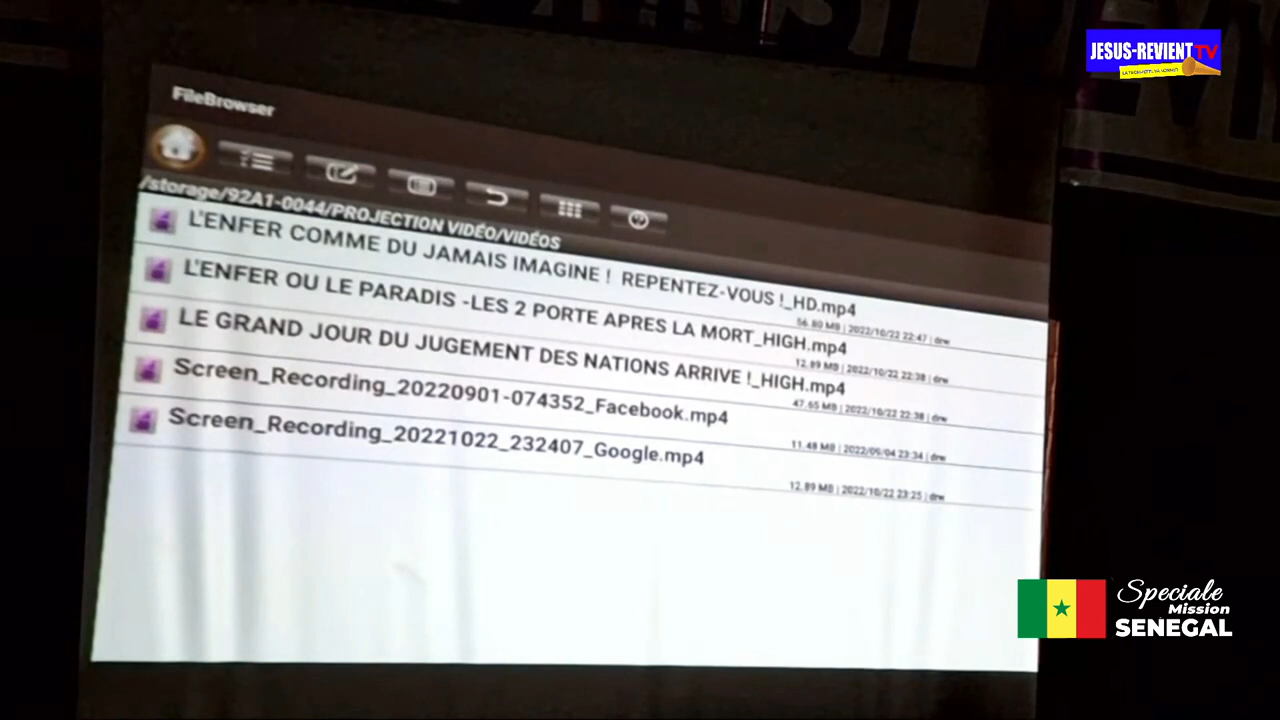 JESUS-REVIENT TV
FileBrowser
/storage/92A1-0044/PROJECTION VIDÉO/VIDÉOS
L'ENFER COMME DU JAMAIS IMAGINE ! REPENTEZ-VOUS !_HD.mp4
56.80 MB | 2022/10/22 22:47 | drw
L'ENFER OU LE PARADIS -LES 2 PORTE APRES LA MORT_HIGH.mp4
12.89 MB | 2022/10/22 22:38 | drw
LE GRAND JOUR DU JUGEMENT DES NATIONS ARRIVE !_HIGH.mp4
47.65 MB | 2022/10/22 22:38 | drw
Screen_Recording_20220901-074352_Facebook.mp4
11.48 MB | 2022/09/04 23:34 | drw
Screen_Recording_20221022_232407_Google.mp4
12.89 MB | 2022/10/22 23:25 | drw
Speciale
Mission
SENEGAL